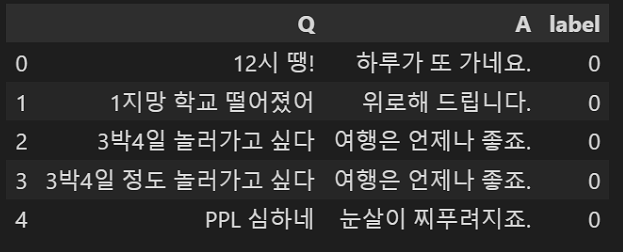 Q A label
0 12시 땡! 하루가 또 가네요. 0
1 1지망 학교 떨어졌어 위로해 드립니다. 0
2 3박4일 놀러가고 싶다 여행은 언제나 좋죠. 0
3 3박4일 정도 놀러가고 싶다 여행은 언제나 좋죠. 0
4 PPL 심하네 눈살이 찌푸려지죠. 0